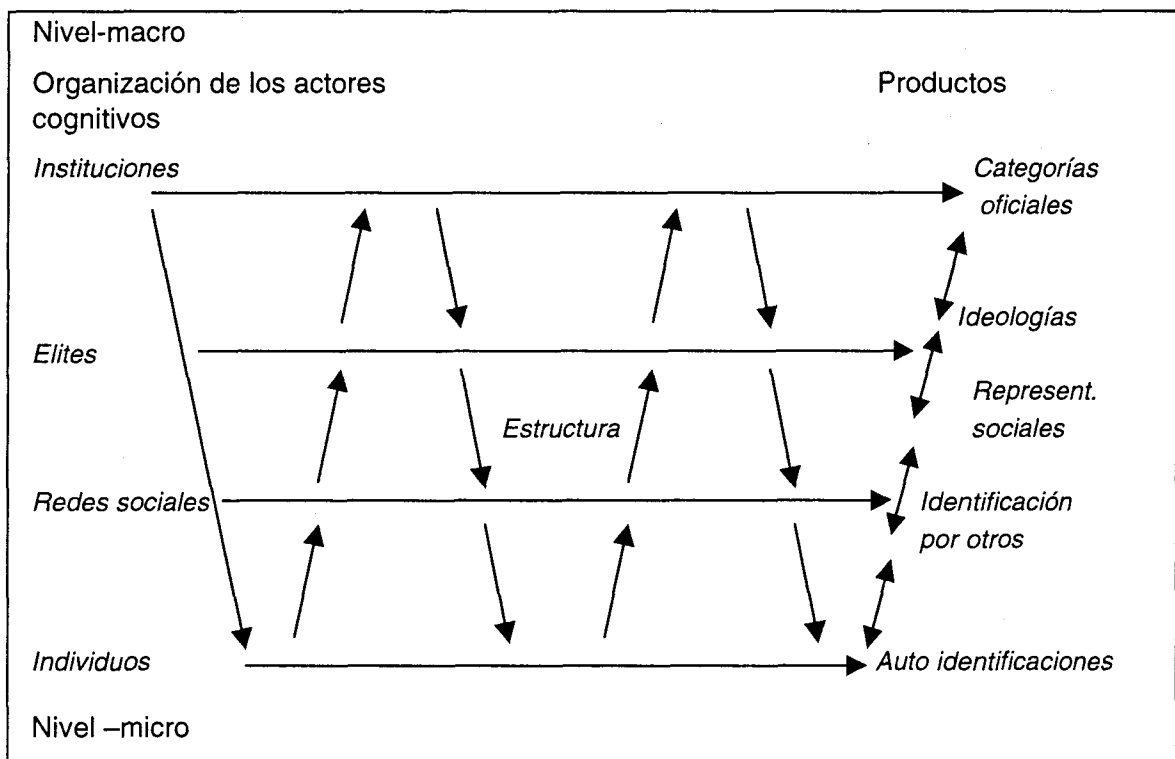 Nivel-macro
Organización de los actores
cognitivos
Productos
Instituciones
Categorías
oficiales
Elites
Ideologías
Estructura
Represent.
sociales
Redes sociales
Identificación
por otros
Individuos
Auto identificaciones
Nivel –micro